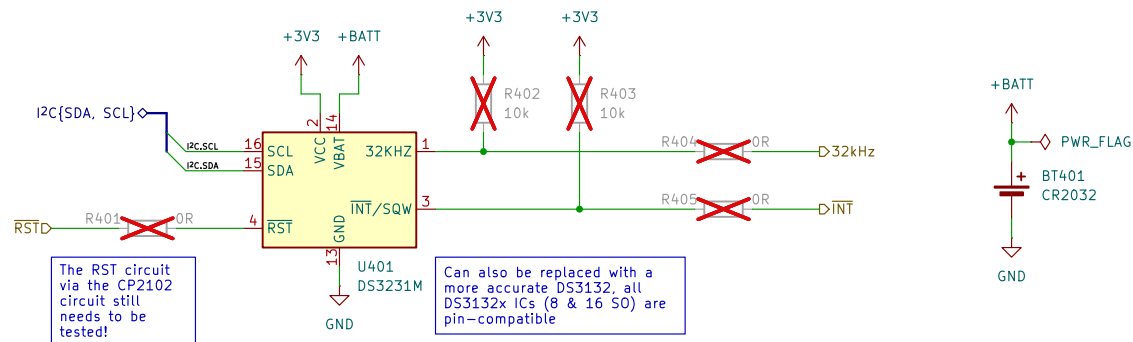 +3V3
+3V3
+3V3
+BATT
R402
10k
R403
10k
+BATT
I²C{SDA, SCL}
I²C.SCL
I²C.SDA
16
15
SCL
SDA
2
VCC
14
VBAT
32KHZ
1
R404
0R
32kHz
PWR_FLAG
BT401
CR2032
+
RST
R401
0R
4
RST
INT/SQW
3
R405
0R
INT
GND
13
U401
DS3231M
GND
GND
The RST circuit
via the CP2102
circuit still
needs to be
tested!
Can also be replaced with a
more accurate DS3132, all
DS3132x ICs (8 & 16 SO) are
pin-compatible